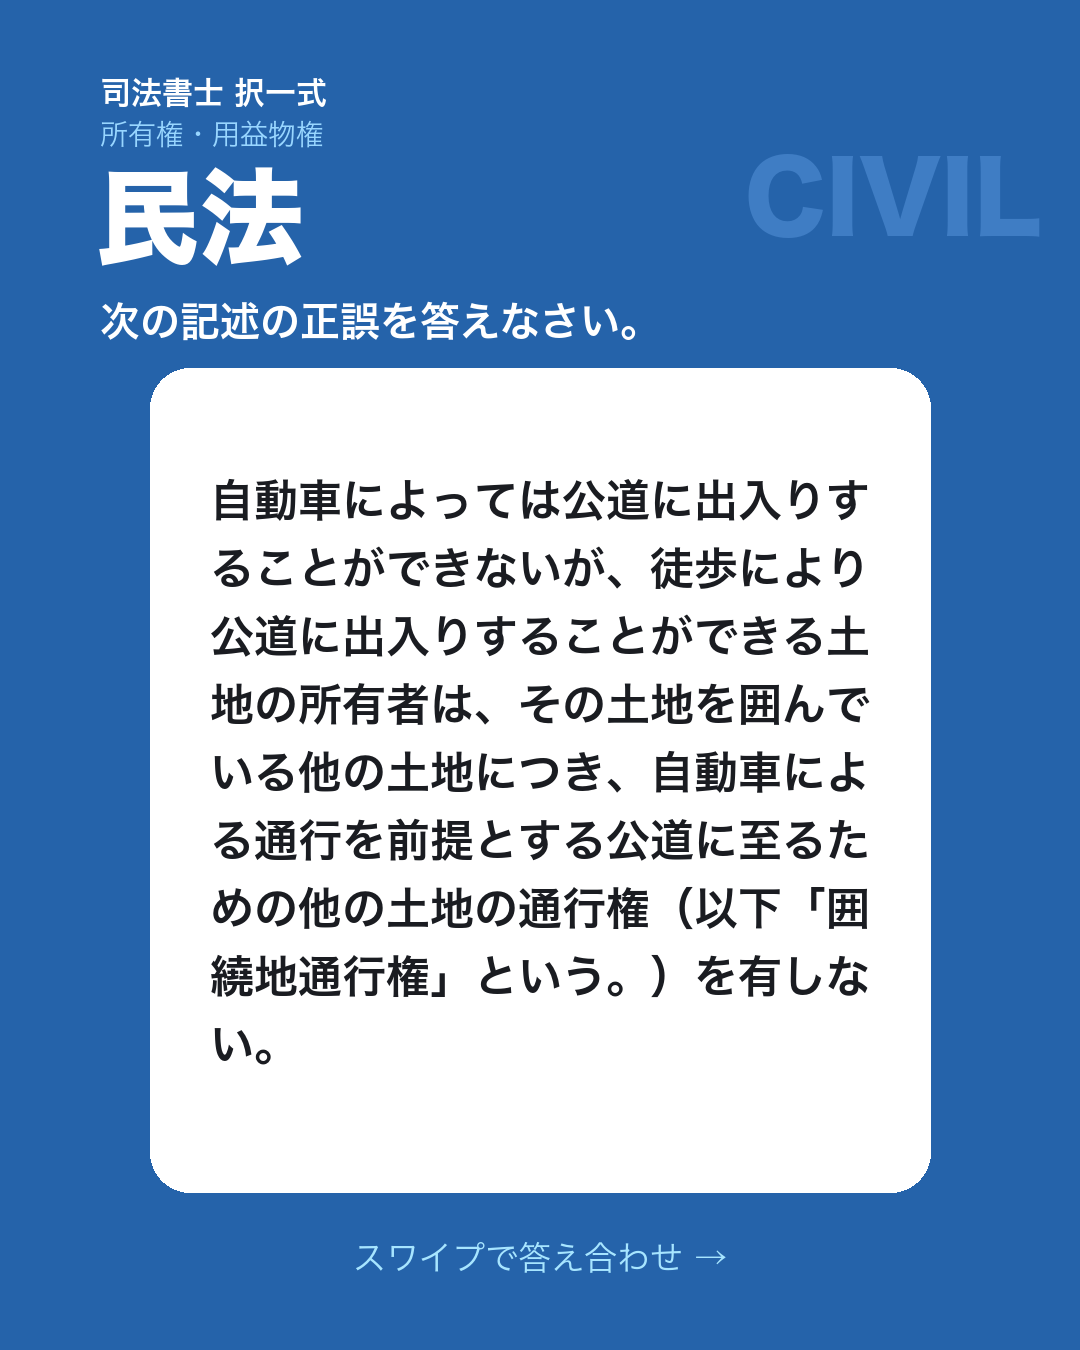 司法書士 択一式
所有権・用益物権
民法
CIVIL
次の記述の正誤を答えなさい。
自動車によっては公道に出入りす
ることができないが、徒歩により
公道に出入りすることができる土
地の所有者は、その土地を囲んで
いる他の土地につき、自動車によ
る通行を前提とする公道に至るた
めの他の土地の通行権（以下「囲
繞地通行権」という。）を有しな
い。
スワイプで答え合わせ →